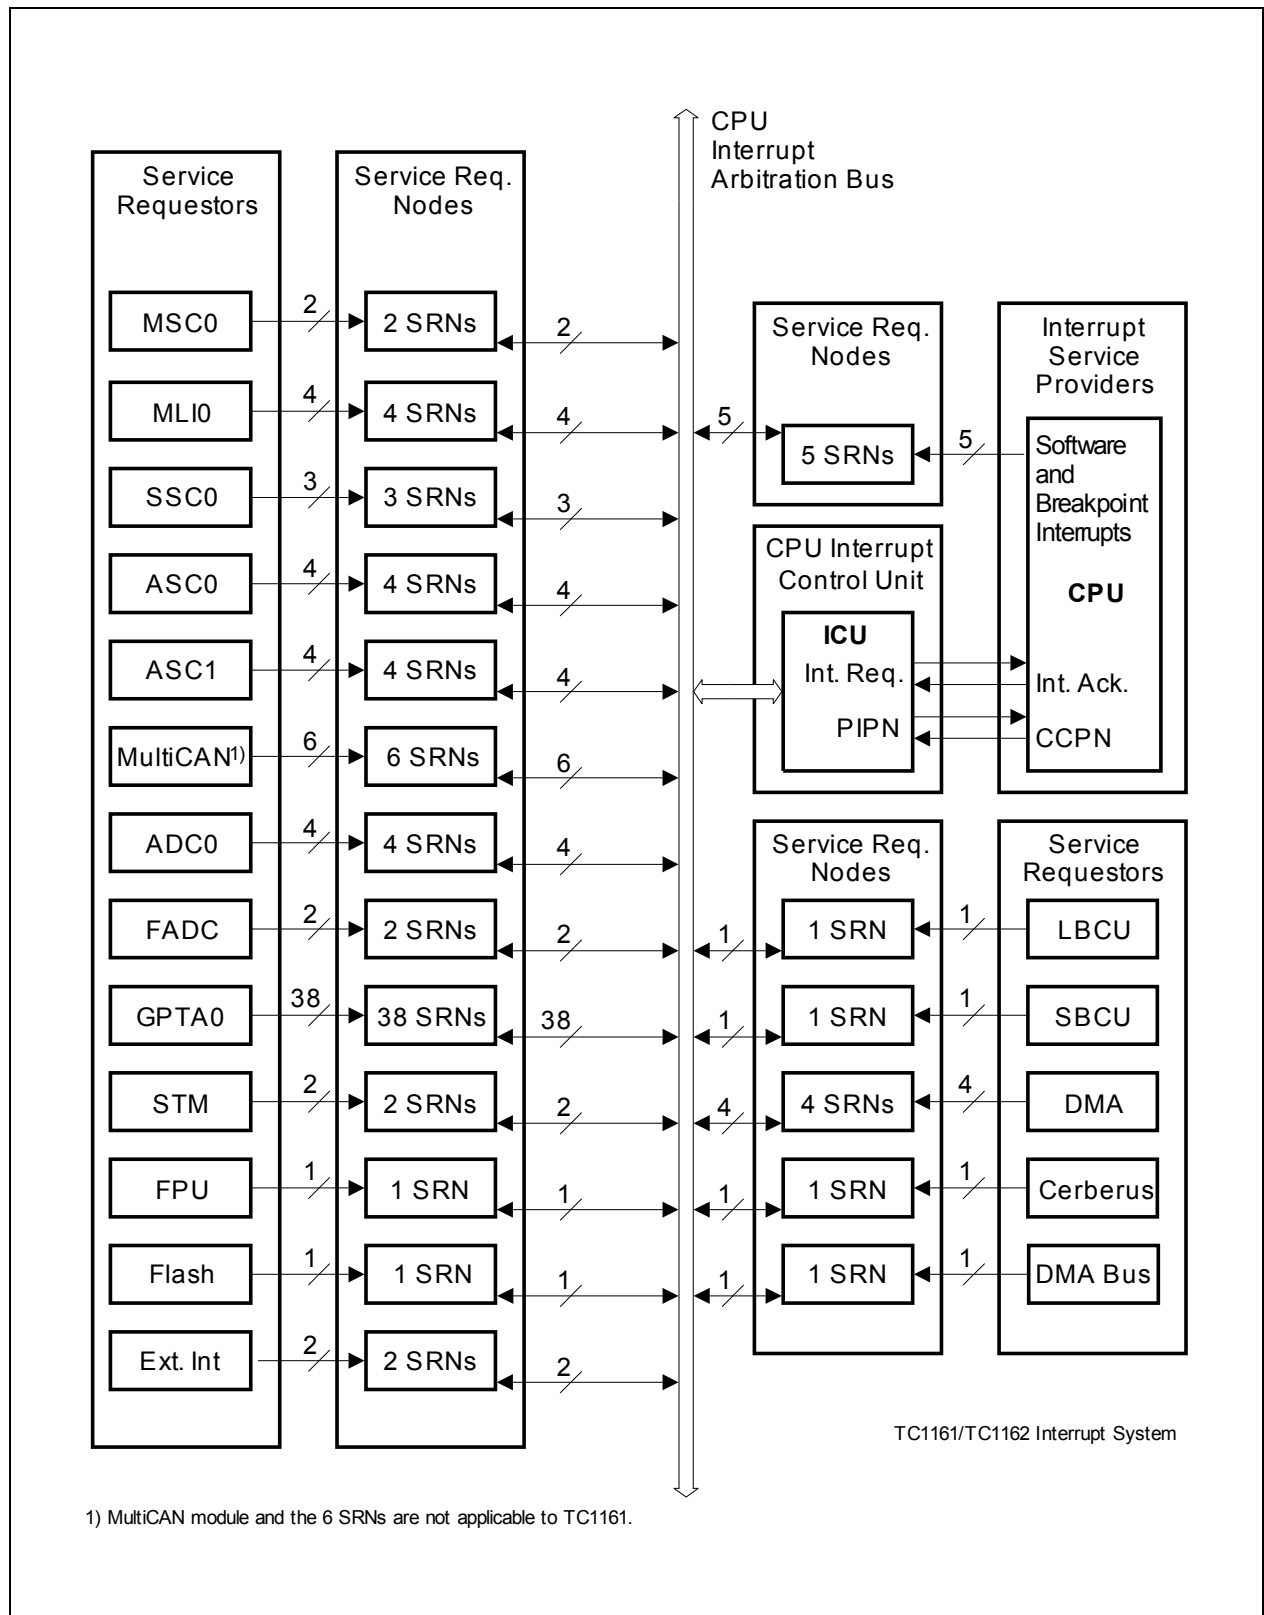 CPU
Interrupt
Arbitration Bus
Service
Requestors
Service Req.
Nodes
MSC0
2
2 SRNs
2
MLI0
4
4 SRNs
4
SSC0
3
3 SRNs
3
ASC0
4
4 SRNs
4
ASC1
4
4 SRNs
4
MultiCAN1)
6
6 SRNs
6
ADC0
4
4 SRNs
4
FADC
2
2 SRNs
2
GPTA0
38
38 SRNs
38
STM
2
2 SRNs
2
FPU
1
1 SRN
1
Flash
1
1 SRN
1
Ext. Int
2
2 SRNs
2
Service Req.
Nodes
5
5 SRNs
5
Interrupt
Service
Providers
Software
and
Breakpoint
Interrupts
CPU
Int. Ack.
CCPN
CPU Interrupt
Control Unit
ICU
Int. Req.
PIPN
Service Req.
Nodes
Service
Requestors
1
1 SRN
1
LBCU
1
1 SRN
1
SBCU
4
4 SRNs
4
DMA
1
1 SRN
1
Cerberus
1
1 SRN
1
DMA Bus
TC1161/TC1162 Interrupt System
1) MultiCAN module and the 6 SRNs are not applicable to TC1161.